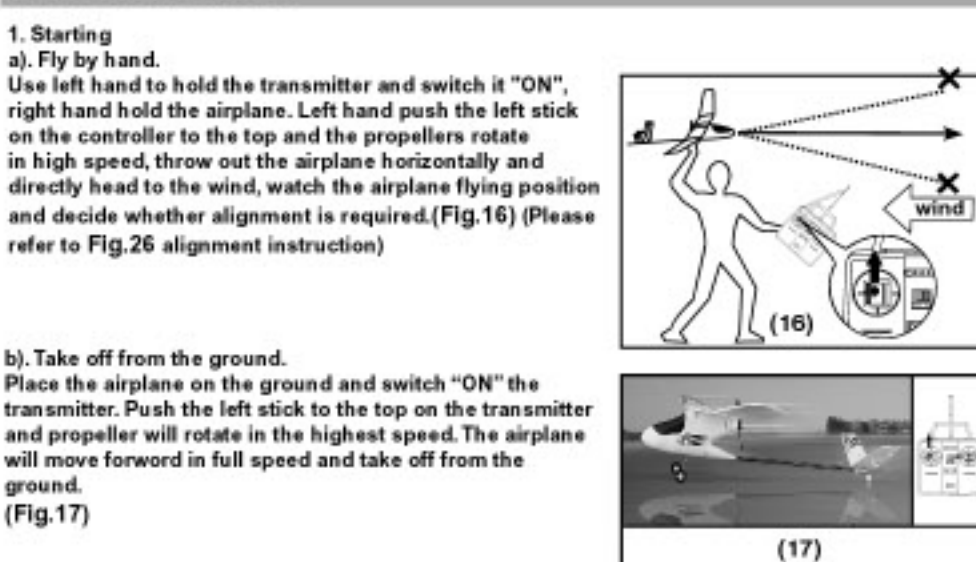 1. Starting
a). Fly by hand.
Use left hand to hold the transmitter and switch it "ON",
right hand hold the airplane. Left hand push the left stick
on the controller to the top and the propellers rotate
in high speed, throw out the airplane horizontally and
directly head to the wind, watch the airplane flying position
and decide whether alignment is required.(Fig.16) (Please
refer to Fig.26 alignment instruction)
wind
(16)
b). Take off from the ground.
Place the airplane on the ground and switch “ON” the
transmitter. Push the left stick to the top on the transmitter
and propeller will rotate in the highest speed. The airplane
will move forword in full speed and take off from the
ground.
(Fig.17)
(17)